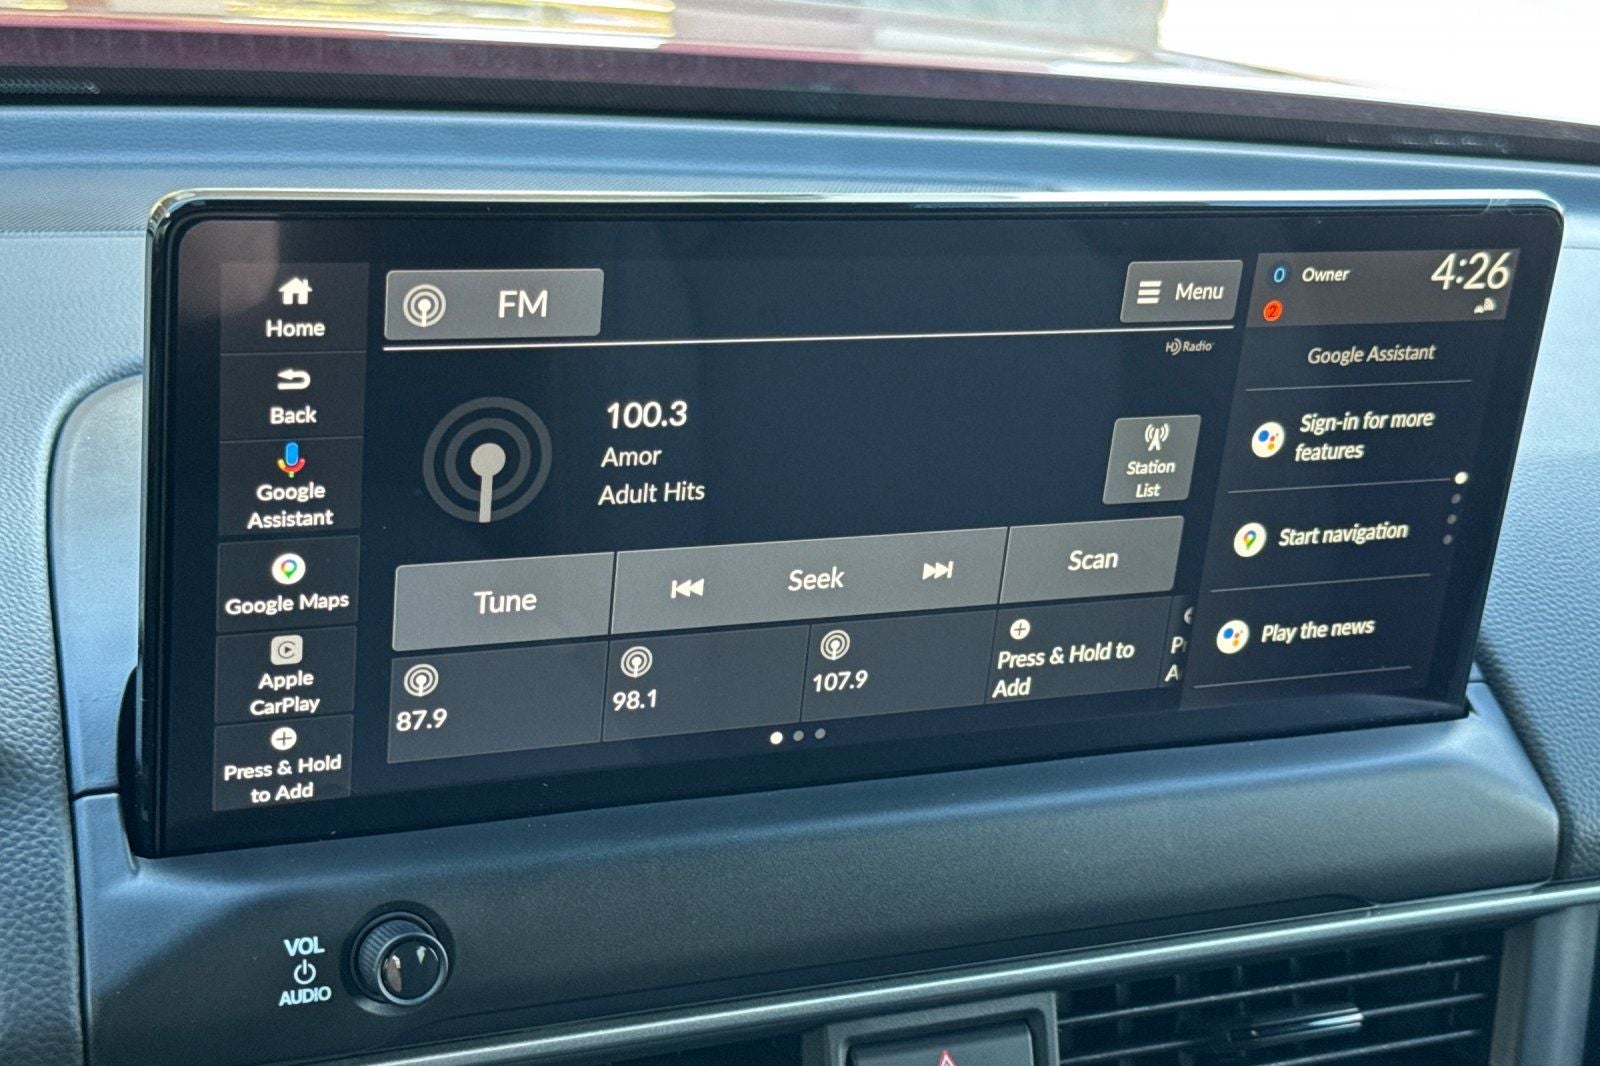 Home
Back
Google
Assistant
Google Maps
Apple
CarPlay
Press & Hold
to Add
FM
Menu
HD Radio
100.3
Amor
Adult Hits
Station
List
Tune
Seek
Scan
87.9
98.1
107.9
Press & Hold to
Add
O
Owner
4:26
2
Google Assistant
Sign-in for more
features
Start navigation
Play the news
VOL
AUDIO